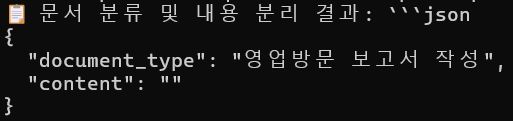 📋 문서 분류 및 내용 분리 결과: ```json
{
  "document_type": "영업방문 보고서 작성",
  "content": ""
}